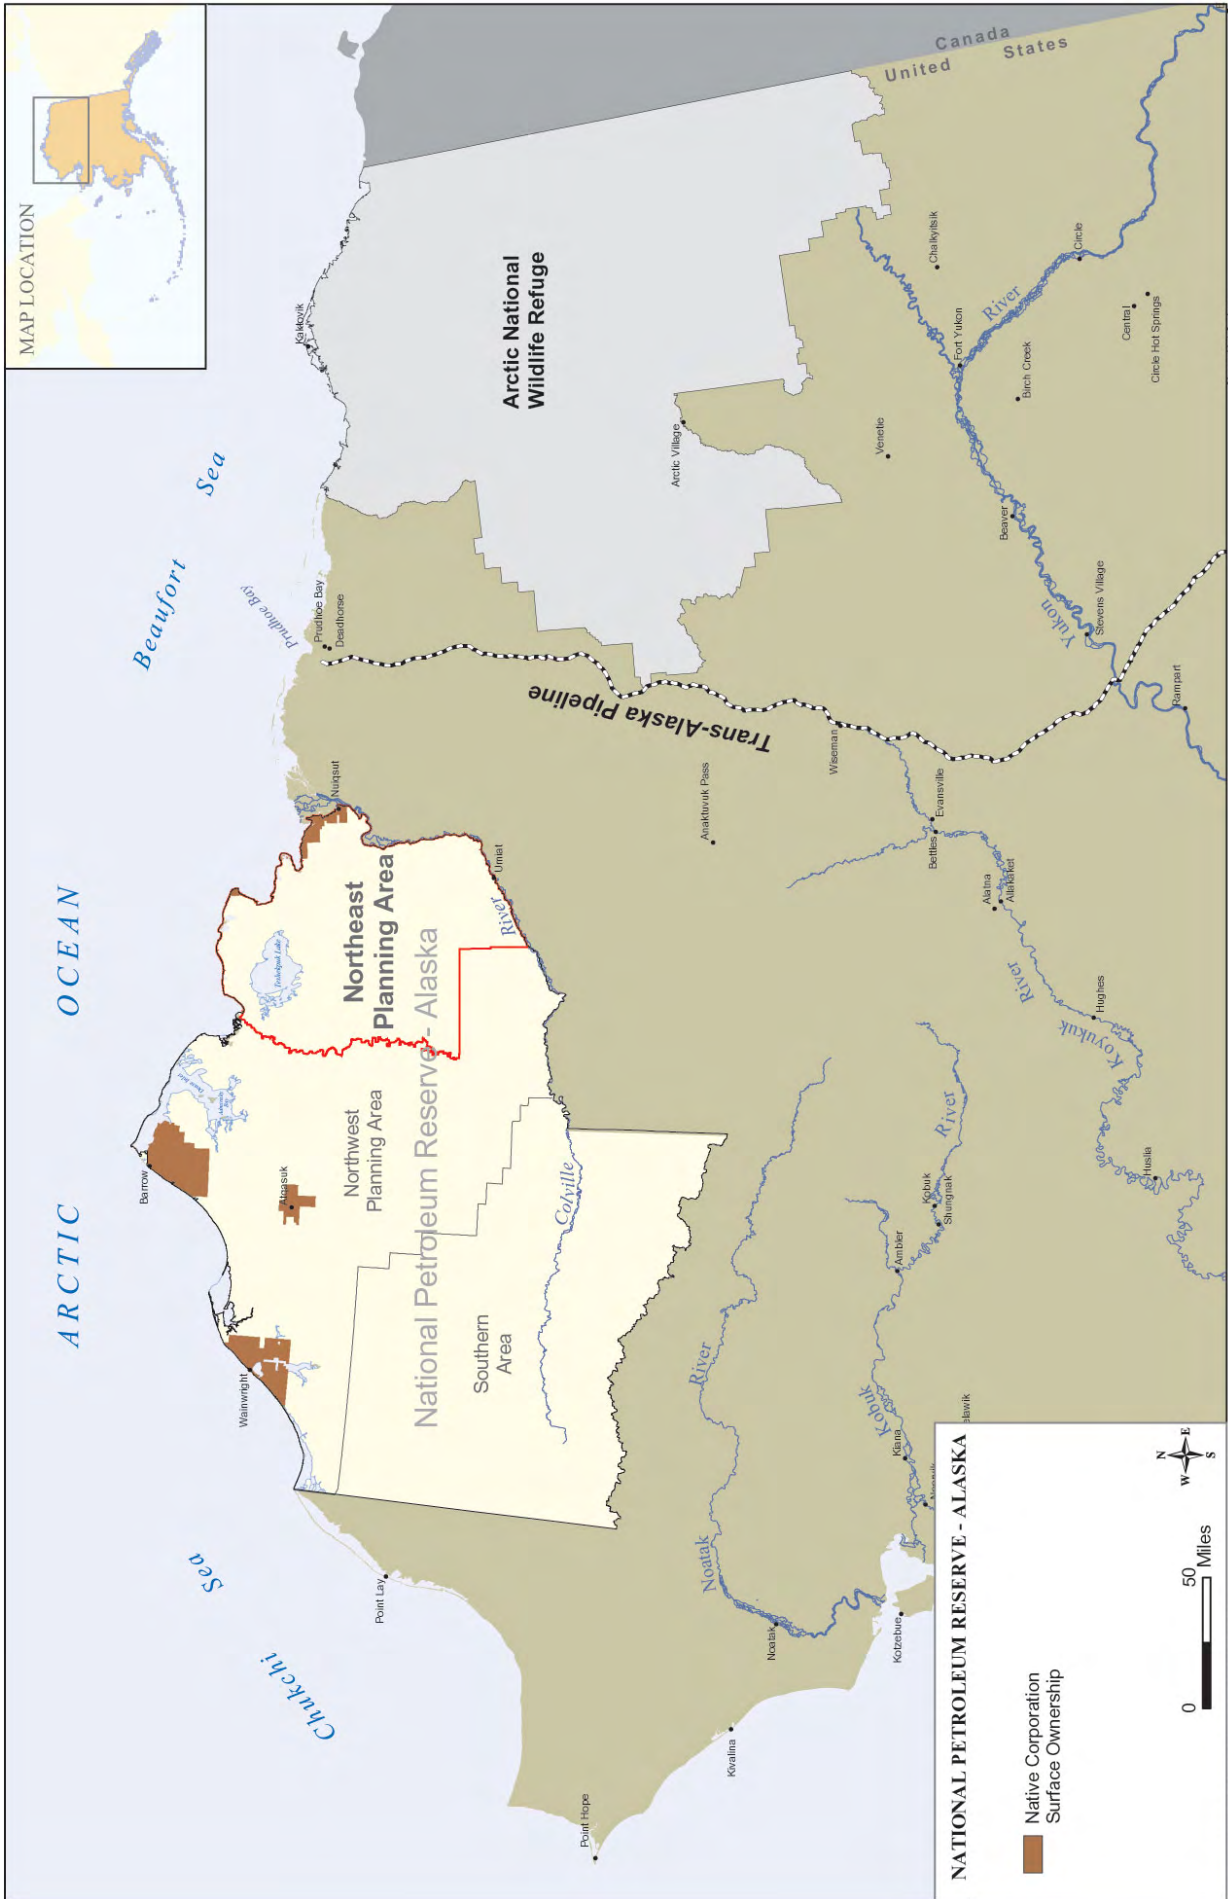 MAP LOCATION
ARCTIC OCEAN
Beaufort Sea
Chukchi Sea
Canada
United States
Prudhoe Bay
Kaktovik
Prudhoe Bay
Deadhorse
Nuiqsut
Barrow
Atqasuk
Wainwright
Point Lay
Point Hope
Kivalina
Noatak
Kotzebue
Umiat
Teshekpuk Lake
Arctic National
Wildlife Refuge
Northeast
Planning Area
National Petroleum Reserve - Alaska
Northwest
Planning Area
Southern
Area
Colville
River
Trans-Alaska Pipeline
Arctic Village
Anaktuvuk Pass
Wiseman
Venetie
Chalkyitsik
Fort Yukon
River
Circle
Central
Circle Hot Springs
Birch Creek
Beaver
Stevens Village
Yukon
Rampart
Evansville
Bettles
Alatna
Allakaket
River
Koyukuk
Hughes
Huslia
Noatak
River
Kobuk
River
Kobuk
Shungnak
Ambler
Kiana
elawik
NATIONAL PETROLEUM RESERVE - ALASKA
Native Corporation
Surface Ownership
0 50 Miles
N
W E
S